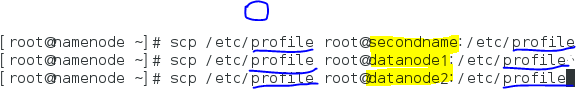 [root@namenode ~]# scp /etc/profile root@secondname:/etc/profile
[root@namenode ~]# scp /etc/profile root@datanode1:/etc/profile
[root@namenode ~]# scp /etc/profile root@datanode2:/etc/profile